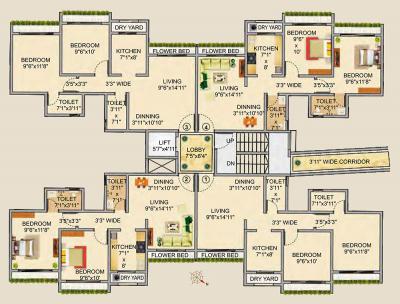 DRY YARD
BEDROOM
9'6"x10'
KITCHEN
7'1"x8'
BEDROOM
9'6"x11'8"
FLOWER BED
LIVING
9'6"x14'11"
3'5"x3'3"
3'3" WIDE
TOILET
7'1"x3'11"
TOILET
3'11"
x
7'1"
DINNING
3'11"x10'10"
DRY YARD
KITCHEN
7'1"
x
8'
BEDROOM
9'6"
x
10'
BEDROOM
9'6"x11'8"
FLOWER BED
LIVING
9'6"x14'11"
3'3" WIDE
3'5"x3'3"
DINNING
3'11"x10'10"
TOILET
3'11"
x
7'1"
TOILET
7'1"x3'11"
3
4
LIFT
5'7"x4'11"
LOBBY
7'5"x6'4"
UP
DN
3'11" WIDE CORRIDOR
2
1
TOILET
7'1"x3'11"
TOILET
3'11"
x
7'1"
DINING
3'11"x
10'10"
3'5"x3'3"
3'3" WIDE
LIVING
9'6"x14'11"
BEDROOM
9'6"x11'8"
BEDROOM
9'6"x10'
KITCHEN
7'1"
x
8'
FLOWER BED
DRY YARD
DINNING
3'11"x10'10"
TOILET
3'11"
x
7'1"
TOILET
7'1"x3'11"
LIVING
9'6"x14'11"
3'3" WIDE
3'5"x3'3"
KITCHEN
7'1"x8'
BEDROOM
9'6"x10'
BEDROOM
9'6"x11'8"
FLOWER BED
DRY YARD